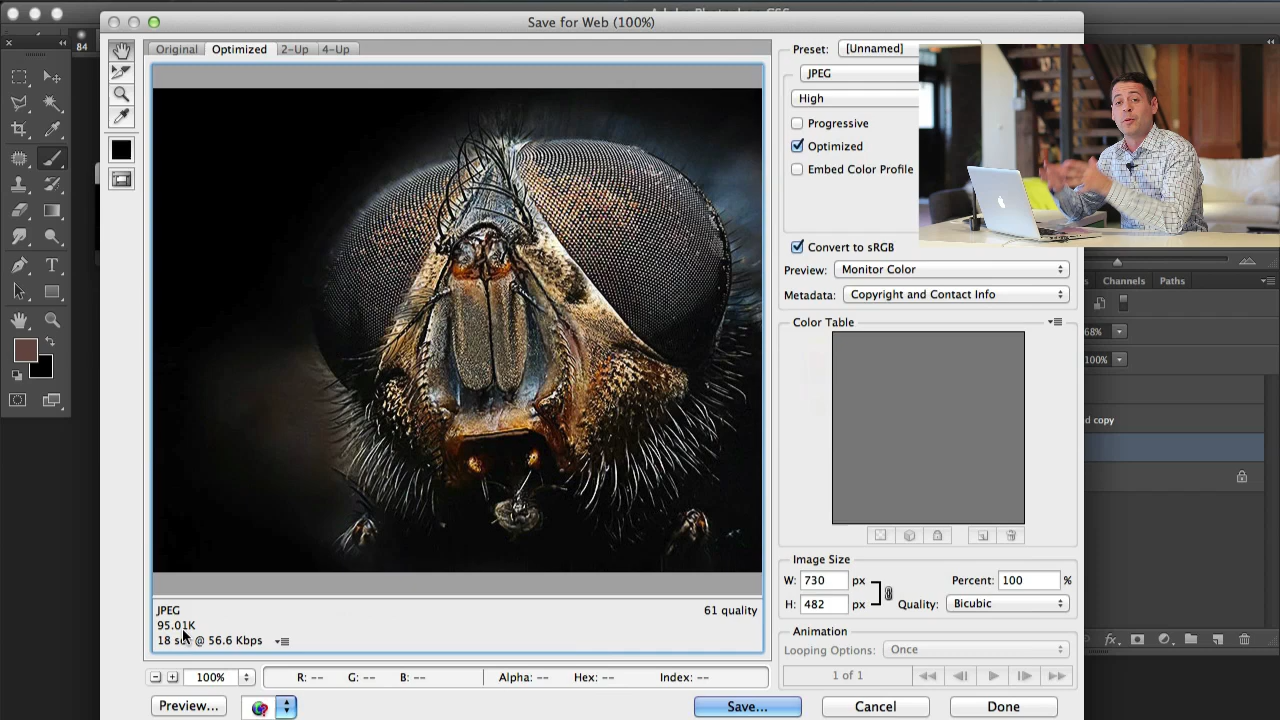 Save for Web (100%)
84
Original Optimized 2-Up 4-Up
Preset: [Unnamed]
JPEG
High
Progressive
Optimized
Embed Color Profile
Convert to sRGB
Preview: Monitor Color
Metadata: Copyright and Contact Info
Color Table
Channels Paths
68%
100%
d copy
Image Size
W: 730 px Percent: 100 %
H: 482 px Quality: Bicubic
Animation
Looping Options: Once
1 of 1
JPEG 61 quality
95.01K
@ 56.6 Kbps
100% R: -- G: -- B: -- Alpha: -- Hex: -- Index: --
Preview... Save... Cancel Done